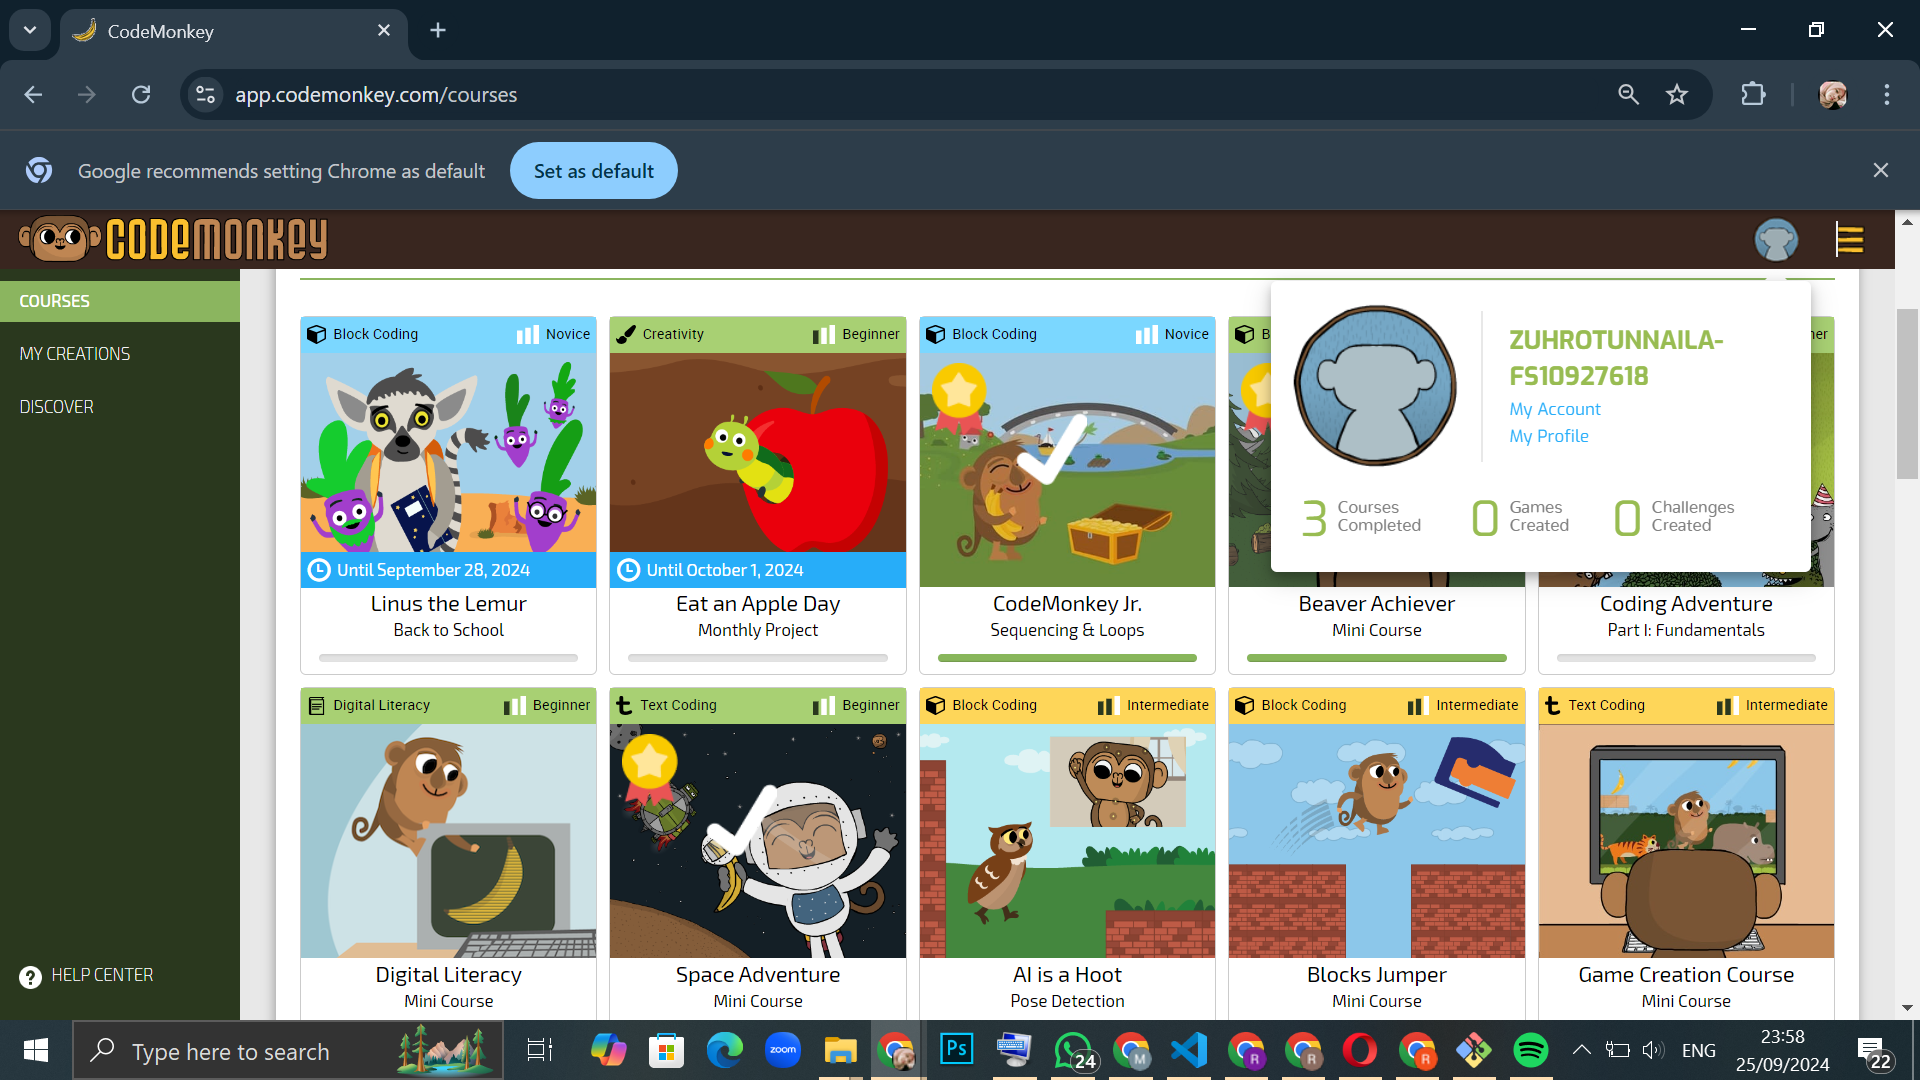 CodeMonkey
app.codemonkey.com/courses
Google recommends setting Chrome as default
Set as default
CODEMONKEY
COURSES
MY CREATIONS
DISCOVER
HELP CENTER
ZUHROTUNNAILA-
FS10927618
My Account
My Profile
3 Courses Completed
0 Games Created
0 Challenges Created
Block Coding Novice
Until September 28, 2024
Linus the Lemur
Back to School
Creativity Beginner
Until October 1, 2024
Eat an Apple Day
Monthly Project
Block Coding Novice
CodeMonkey Jr.
Sequencing & Loops
B
Beaver Achiever
Mini Course
ner
Coding Adventure
Part I: Fundamentals
Digital Literacy Beginner
Digital Literacy
Mini Course
Text Coding Beginner
Space Adventure
Mini Course
Block Coding Intermediate
AI is a Hoot
Pose Detection
Block Coding Intermediate
Blocks Jumper
Mini Course
Text Coding Intermediate
Game Creation Course
Mini Course
Type here to search
zoom
Ps
24
M
R
R
R
ENG
23:58
25/09/2024
22